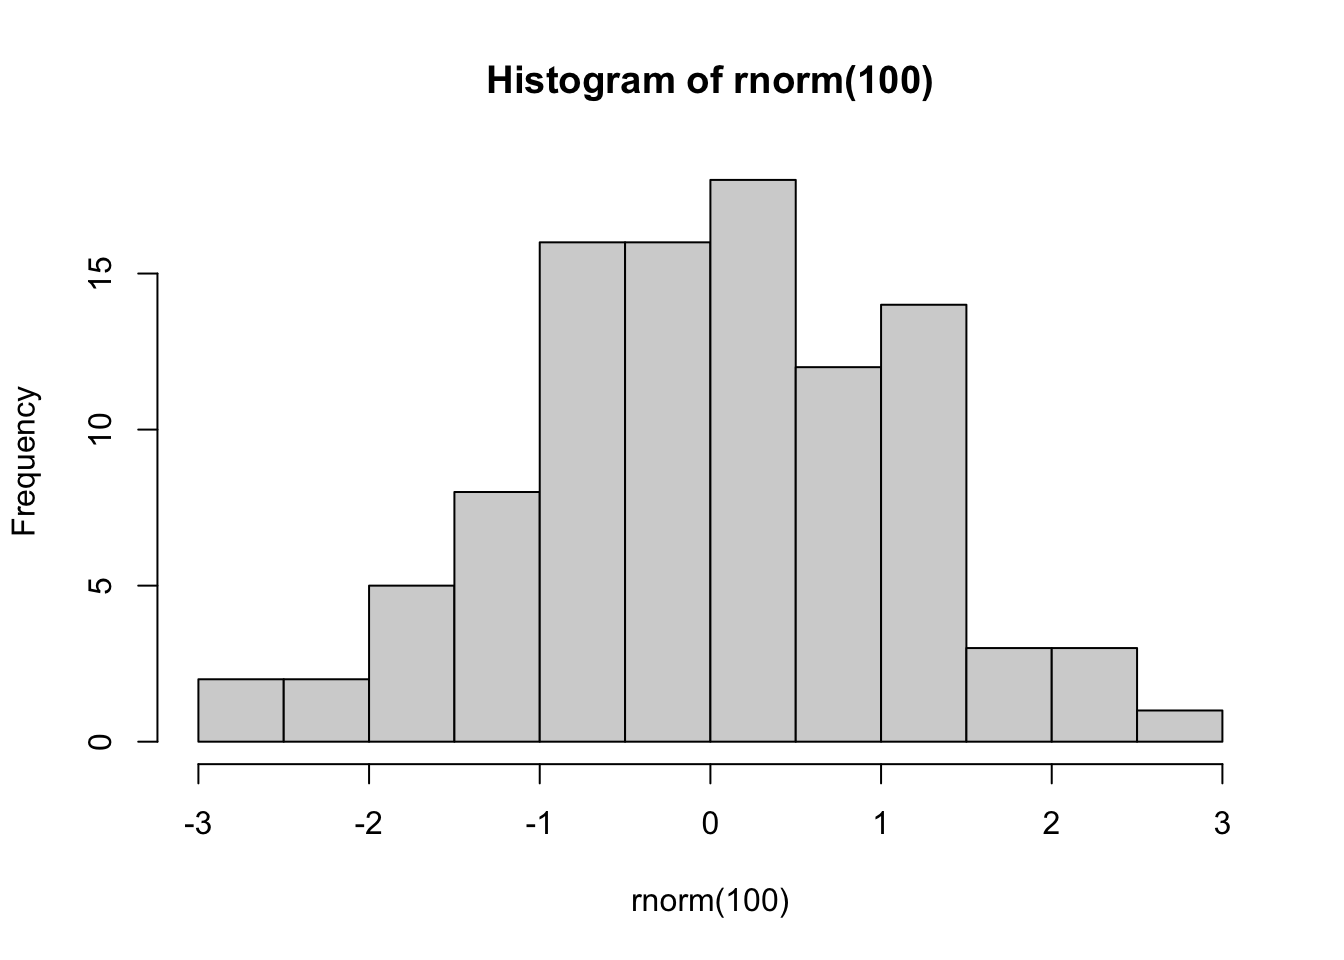 Histogram of rnorm(100)
Frequency
15
10
5
0
-3 -2 -1 0 1 2 3
rnorm(100)